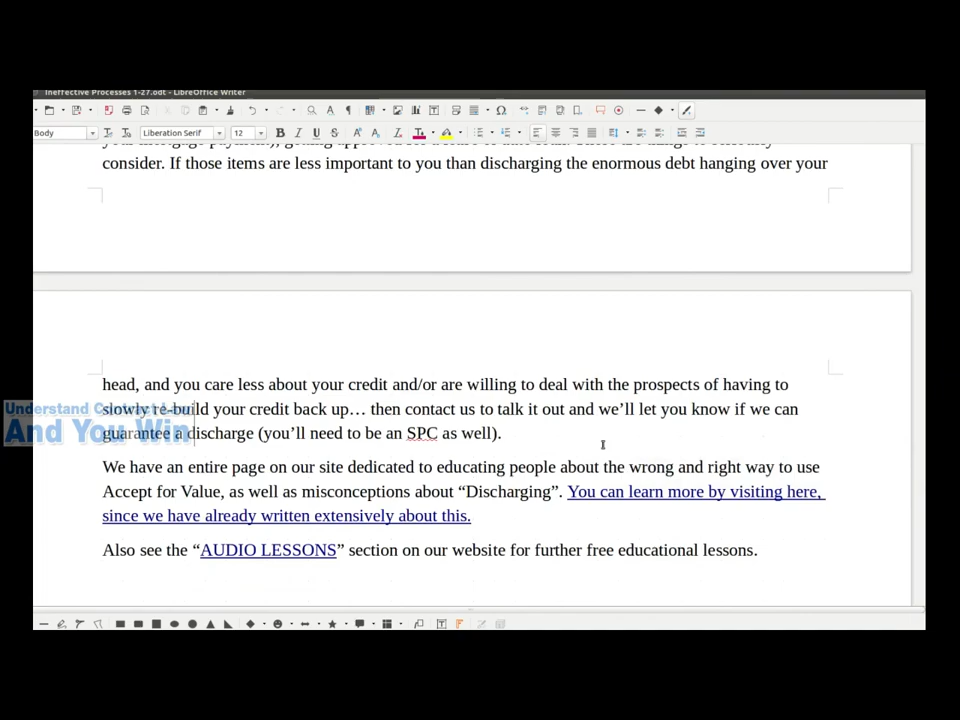 Ineffective Processes 1-27.odt - LibreOffice Writer
Body
Liberation Serif
12
consider. If those items are less important to you than discharging the enormous debt hanging over your
head, and you care less about your credit and/or are willing to deal with the prospects of having to
slowly re-build your credit back up… then contact us to talk it out and we’ll let you know if we can
guarantee a discharge (you’ll need to be an SPC as well).
Understand Contract Law
And You Win
We have an entire page on our site dedicated to educating people about the wrong and right way to use
Accept for Value, as well as misconceptions about “Discharging”. You can learn more by visiting here,
since we have already written extensively about this.
Also see the “AUDIO LESSONS” section on our website for further free educational lessons.